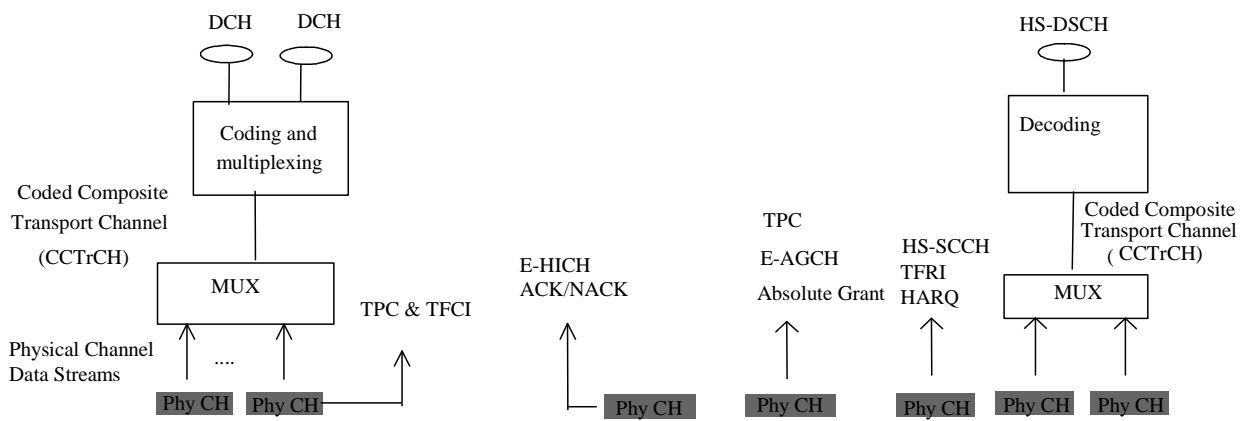 DCH
DCH
HS-DSCH
Coding and
multiplexing
Decoding
Coded Composite
Transport Channel
(CCTrCH)
Coded Composite
Transport Channel
( CCTrCH)
MUX
TPC & TFCI
E-HICH
ACK/NACK
TPC
E-AGCH
Absolute Grant
HS-SCCH
TFRI
HARQ
MUX
Physical Channel
Data Streams
....
Phy CH
Phy CH
Phy CH
Phy CH
Phy CH
Phy CH
Phy CH